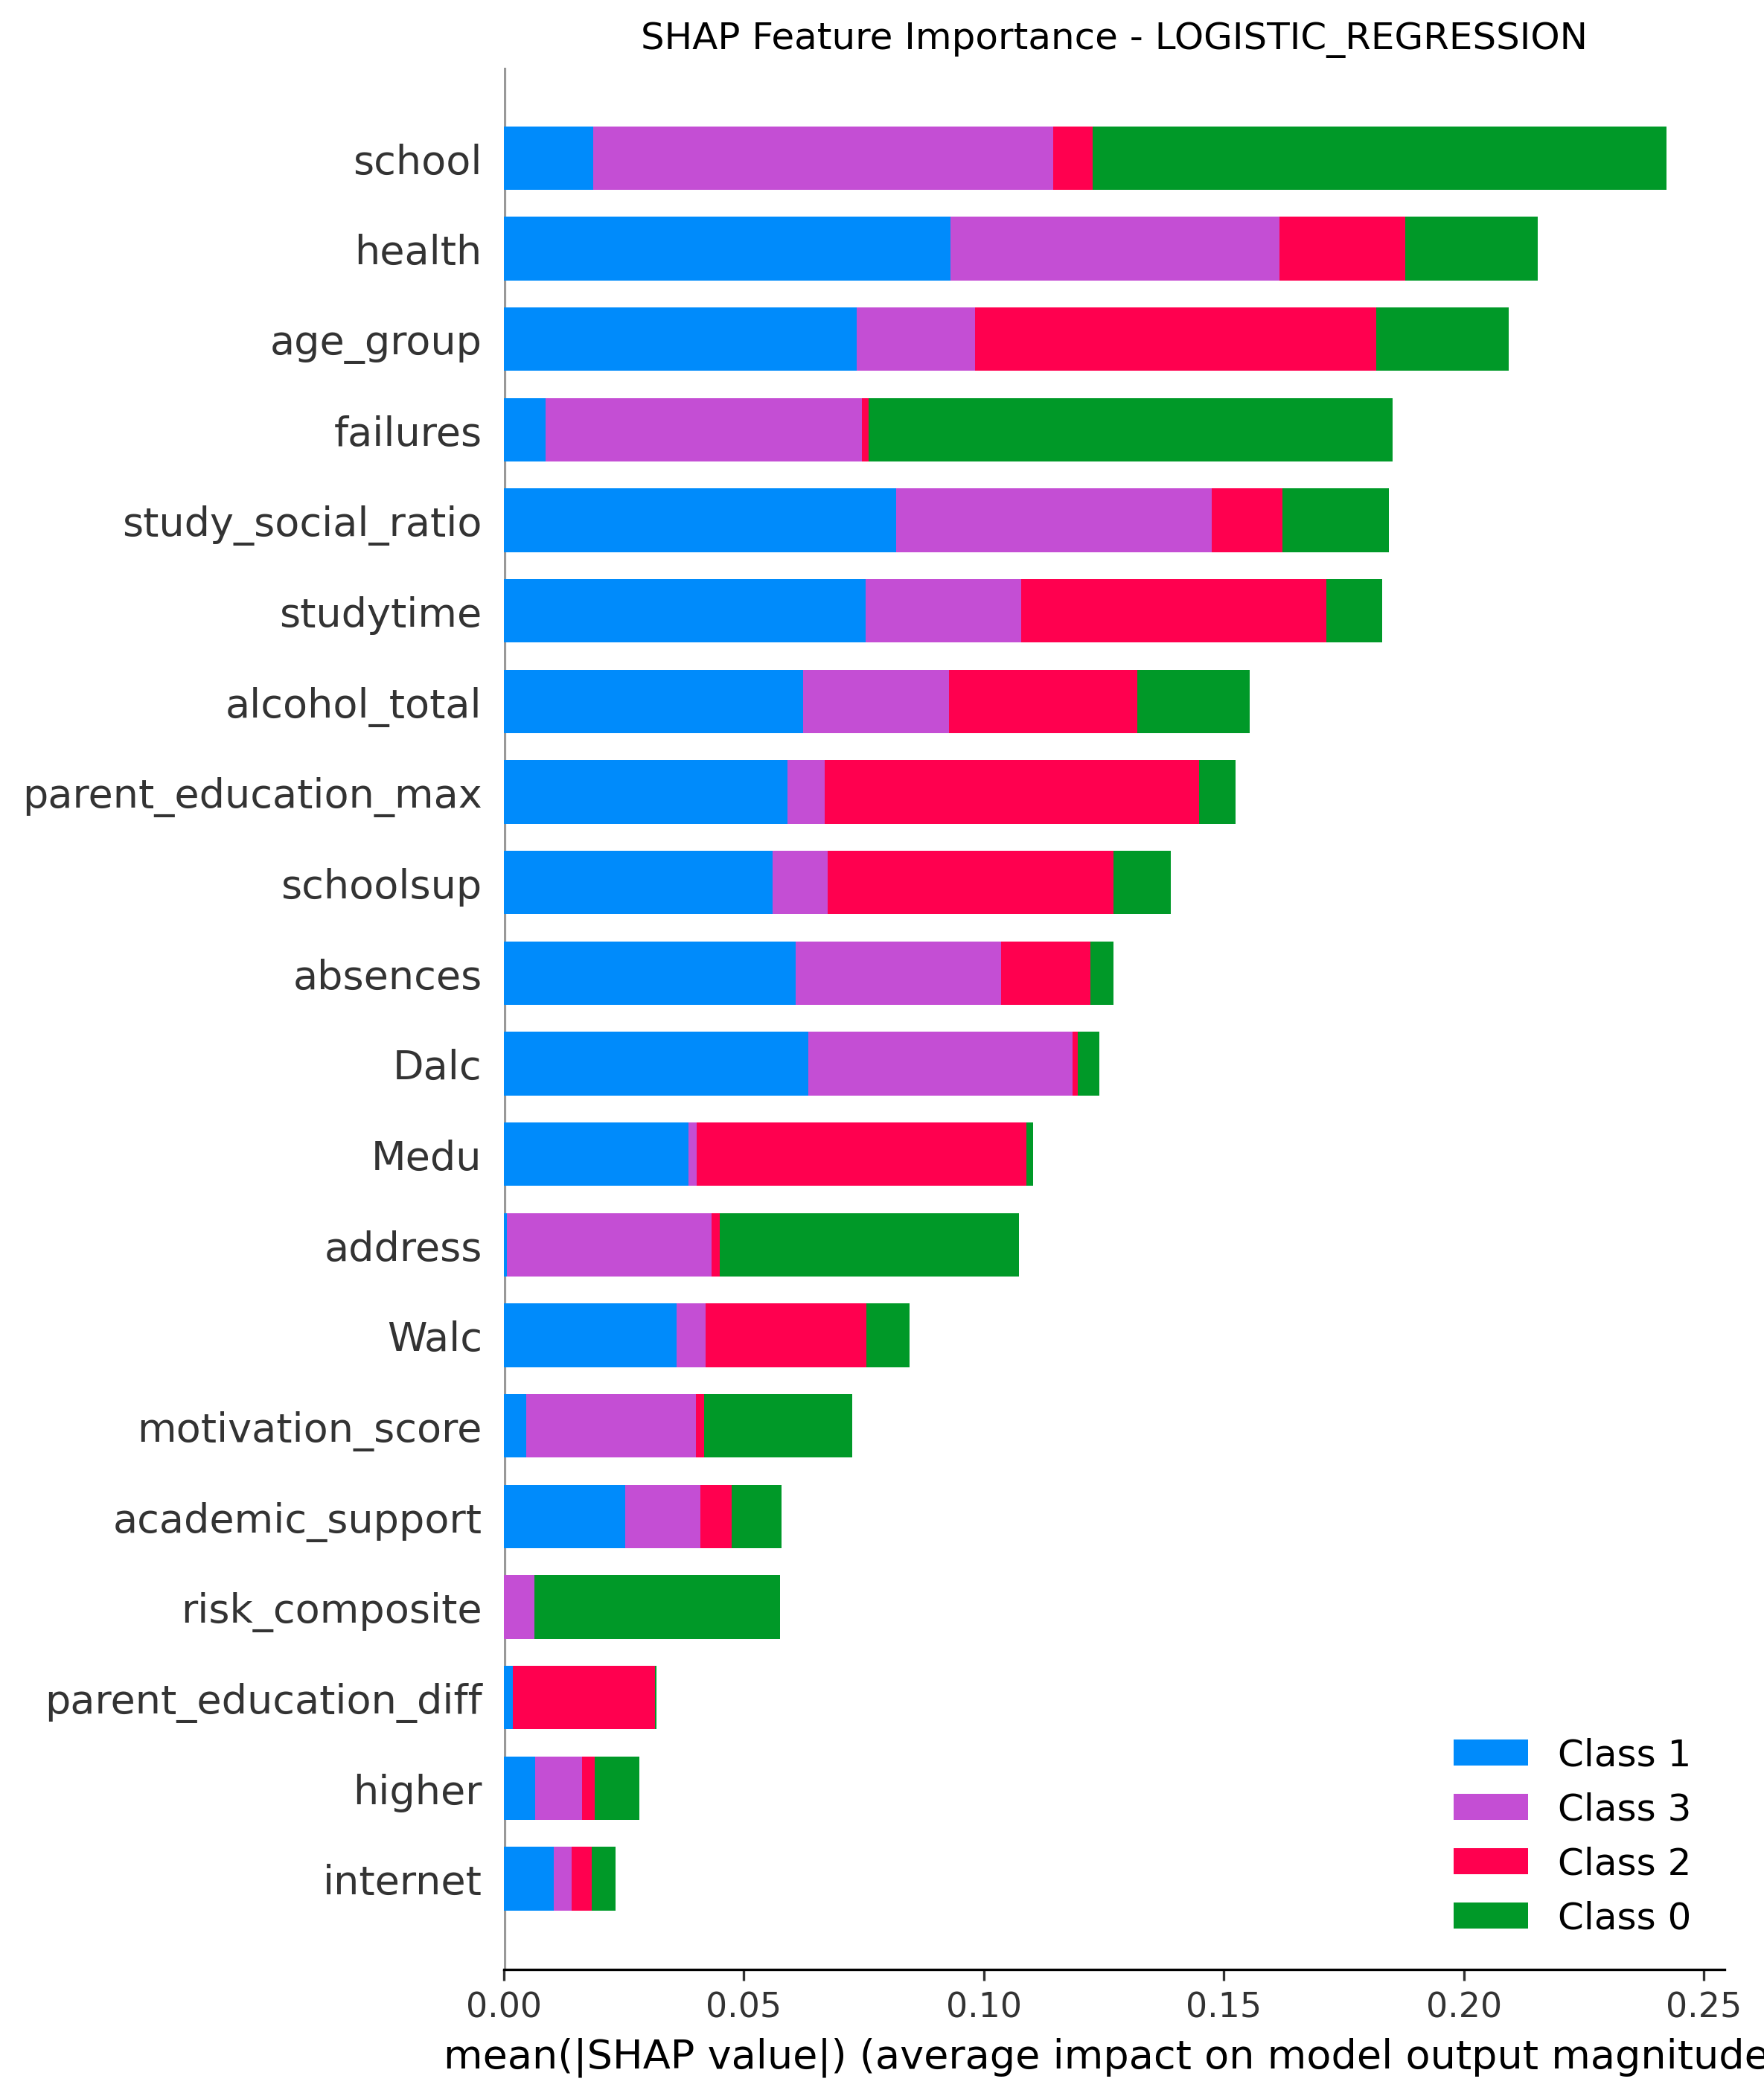 SHAP Feature Importance - LOGISTIC_REGRESSION
school
health
age_group
failures
study_social_ratio
studytime
alcohol_total
parent_education_max
schoolsup
absences
Dalc
Medu
address
Walc
motivation_score
academic_support
risk_composite
parent_education_diff
higher
internet
Class 1
Class 3
Class 2
Class 0
0.00 0.05 0.10 0.15 0.20 0.25
mean(|SHAP value|) (average impact on model output magnitude